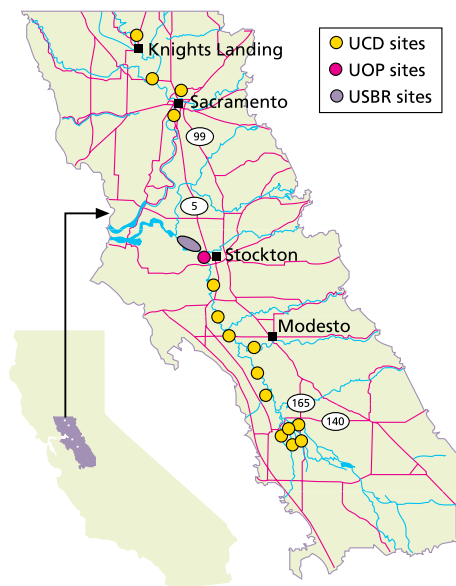 UCD sites
UOP sites
USBR sites
Knights Landing
Sacramento
99
5
Stockton
Modesto
165
140